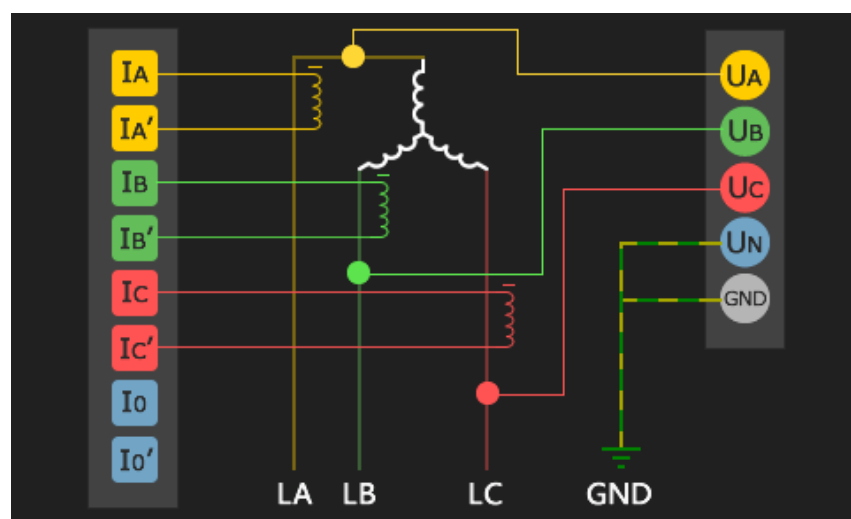 IA
IA′
IB
IB′
IC
IC′
I0
I0′
UA
UB
UC
UN
GND
LA LB LC GND